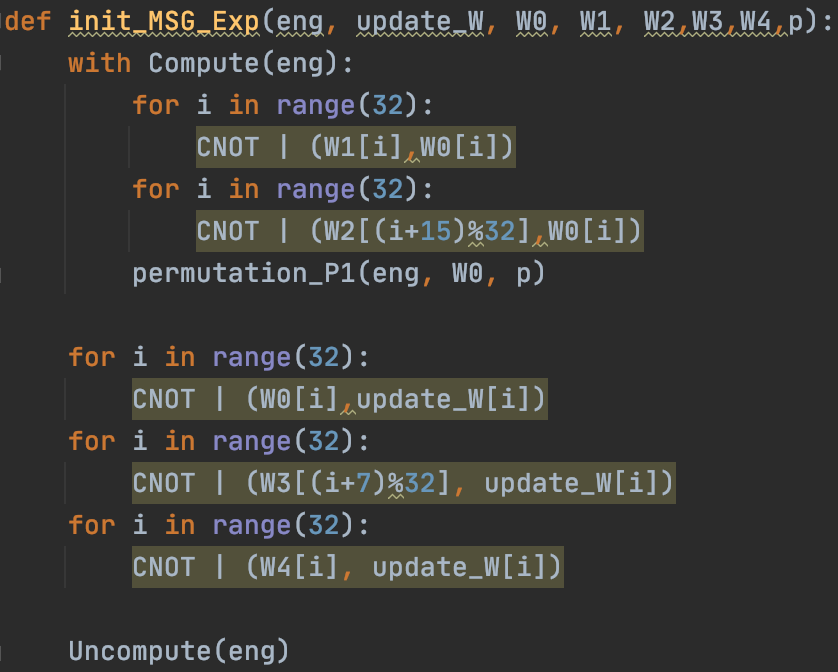 def init_MSG_Exp(eng, update_W, W0, W1, W2,W3,W4,p):
    with Compute(eng):
        for i in range(32):
            CNOT | (W1[i],W0[i])
        for i in range(32):
            CNOT | (W2[(i+15)%32],W0[i])
        permutation_P1(eng, W0, p)
    for i in range(32):
        CNOT | (W0[i],update_W[i])
    for i in range(32):
        CNOT | (W3[(i+7)%32], update_W[i])
    for i in range(32):
        CNOT | (W4[i], update_W[i])
    Uncompute(eng)